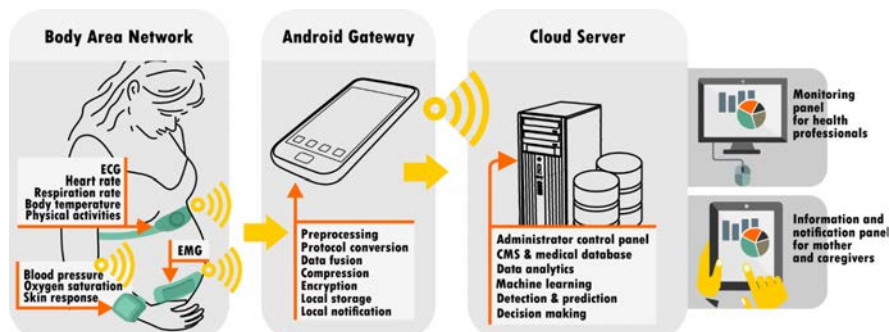 Body Area Network
ECG
Heart rate
Respiration rate
Body temperature
Physical activities
EMG
Blood pressure
Oxygen saturation
Skin response
Android Gateway
Preprocessing
Protocol conversion
Data fusion
Compression
Encryption
Local storage
Local notification
Cloud Server
Administrator control panel
CMS & medical database
Data analytics
Machine learning
Detection & prediction
Decision making
Monitoring
panel
for health
professionals
Information and
notification panel
for mother
and caregivers